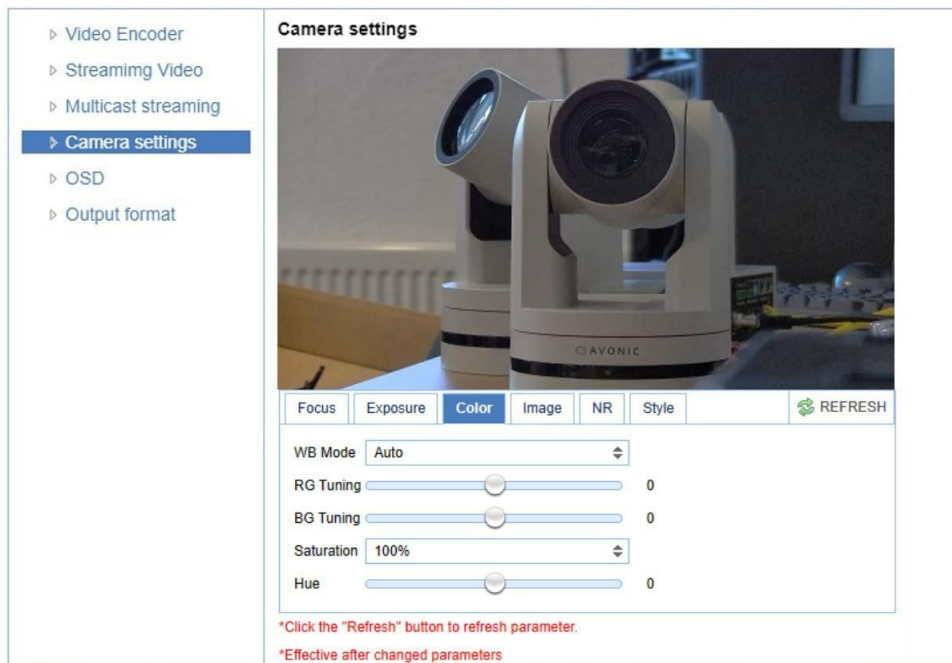 Video Encoder
Streamimg Video
Multicast streaming
Camera settings
OSD
Output format
Camera settings
AVONIC
Focus Exposure Color Image NR Style REFRESH
WB Mode Auto
RG Tuning 0
BG Tuning 0
Saturation 100%
Hue 0
*Click the "Refresh" button to refresh parameter.
*Effective after changed parameters